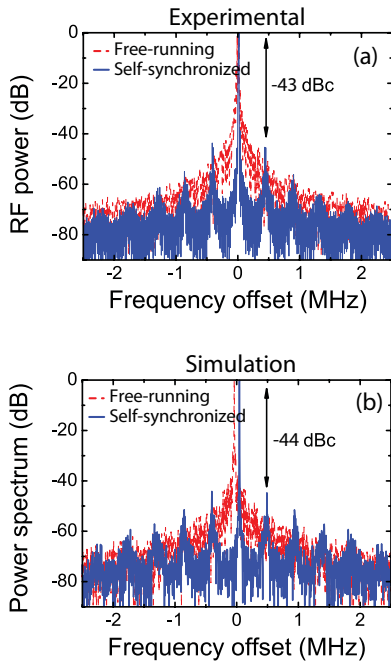 Experimental
Free-running
Self-synchronized
(a)
-43 dBc
RF power (dB)
0
-20
-40
-60
-80
-2 -1 0 1 2
Frequency offset (MHz)
Simulation
Free-running
Self-synchronized
(b)
-44 dBc
Power spectrum (dB)
0
-20
-40
-60
-80
-2 -1 0 1 2
Frequency offset (MHz)